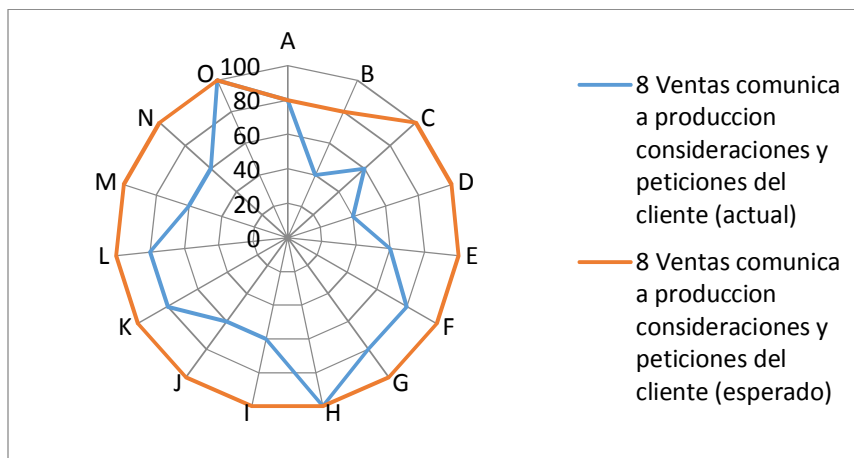 A
B
C
D
E
F
G
H
I
J
K
L
M
N
O
100
80
60
40
20
0
8 Ventas comunica
a produccion
consideraciones y
peticiones del
cliente (actual)
8 Ventas comunica
a produccion
consideraciones y
peticiones del
cliente (esperado)